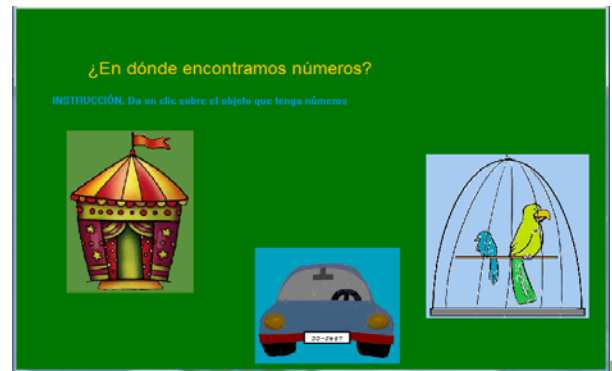 ¿En dónde encontramos números?
INSTRUCCIÓN. Da un clic sobre el objeto que tenga números